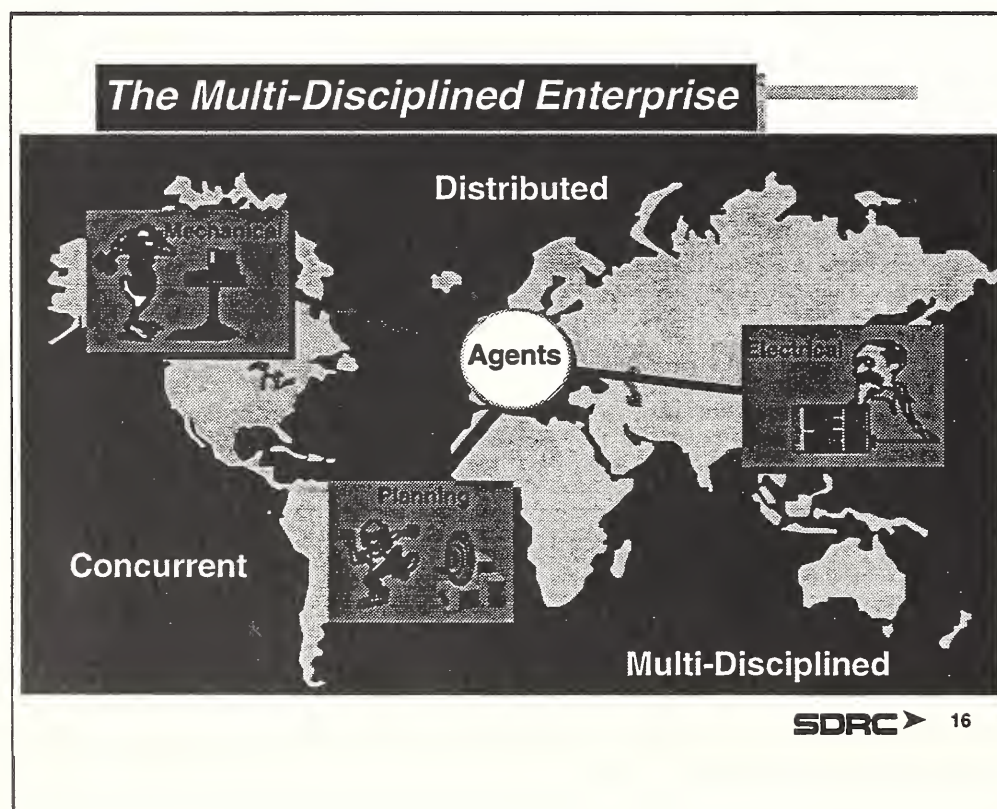 The Multi-Disciplined Enterprise
Distributed
Mechanical
Agents
Electrical
Planning
Concurrent
Multi-Disciplined
SDRC 16